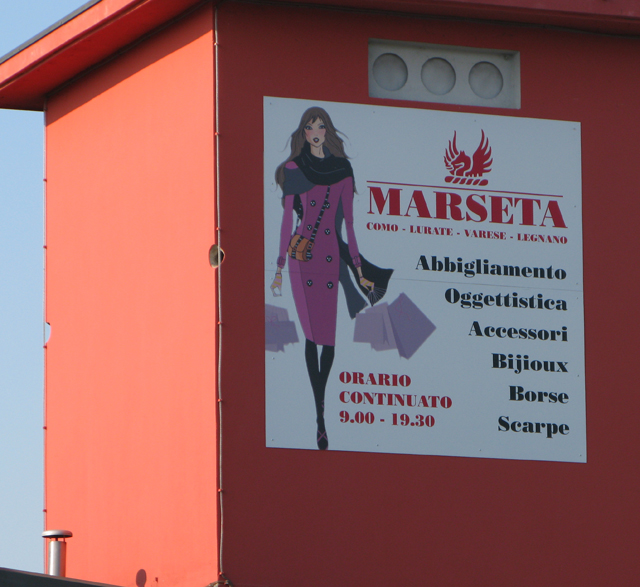 MARSETA
COMO - LURATE - VARESE - LEGNANO
Abbigliamento
Oggettistica
Accessori
Bijioux
Borse
Scarpe
ORARIO
CONTINUATO
9.00 - 19.30